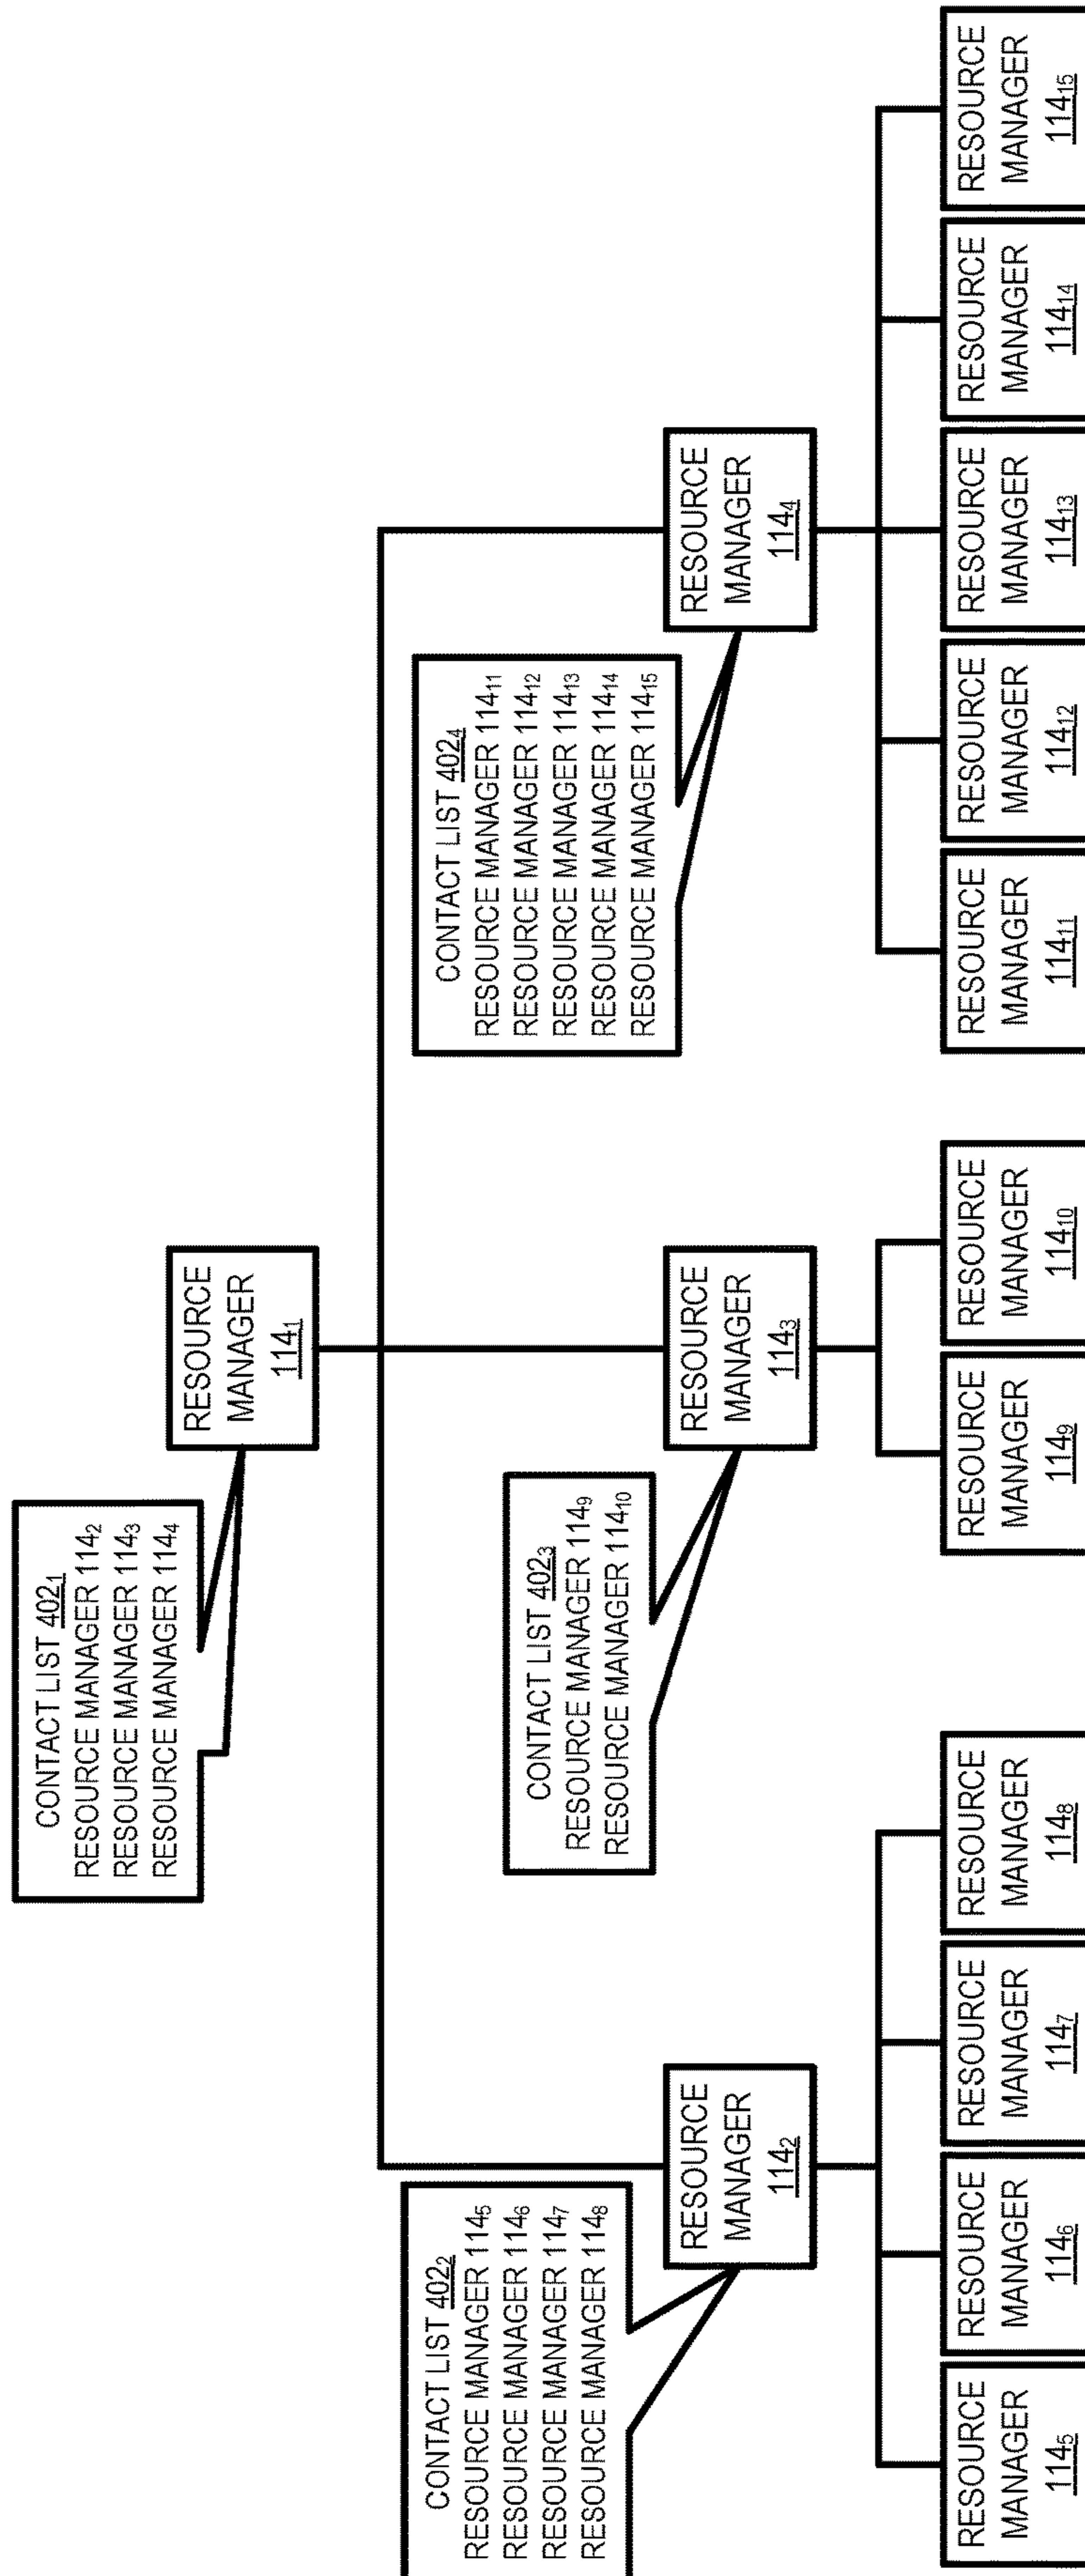 CONTACT LIST 402₁
RESOURCE MANAGER 114₂
RESOURCE MANAGER 114₃
RESOURCE MANAGER 114₄
RESOURCE
MANAGER
114₁
CONTACT LIST 402₂
RESOURCE MANAGER 114₅
RESOURCE MANAGER 114₆
RESOURCE MANAGER 114₇
RESOURCE MANAGER 114₈
RESOURCE
MANAGER
114₂
CONTACT LIST 402₃
RESOURCE MANAGER 114₉
RESOURCE MANAGER 114₁₀
RESOURCE
MANAGER
114₃
CONTACT LIST 402₄
RESOURCE MANAGER 114₁₁
RESOURCE MANAGER 114₁₂
RESOURCE MANAGER 114₁₃
RESOURCE MANAGER 114₁₄
RESOURCE MANAGER 114₁₅
RESOURCE
MANAGER
114₄
RESOURCE
MANAGER
114₅
RESOURCE
MANAGER
114₆
RESOURCE
MANAGER
114₇
RESOURCE
MANAGER
114₈
RESOURCE
MANAGER
114₉
RESOURCE
MANAGER
114₁₀
RESOURCE
MANAGER
114₁₁
RESOURCE
MANAGER
114₁₂
RESOURCE
MANAGER
114₁₃
RESOURCE
MANAGER
114₁₄
RESOURCE
MANAGER
114₁₅